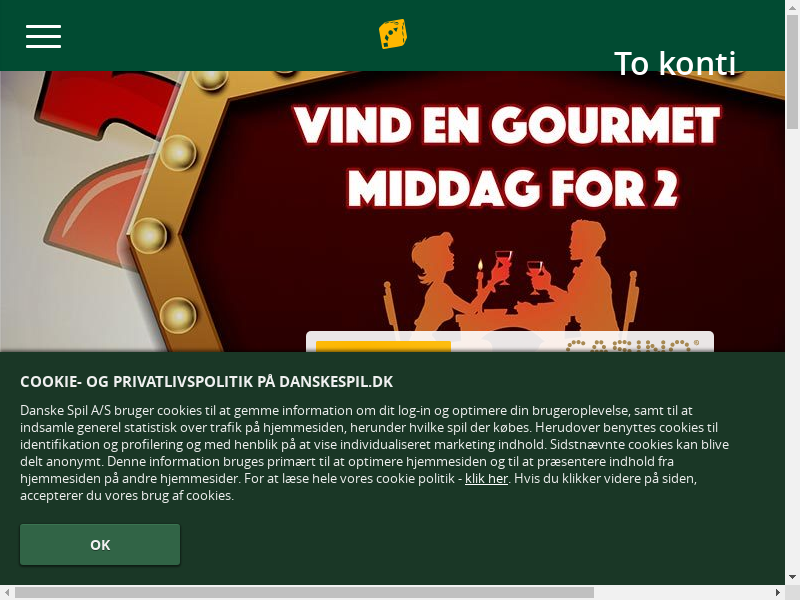 To konti
VIND EN GOURMET
MIDDAG FOR 2
CASINO
COOKIE- OG PRIVATLIVSPOLITIK PÅ DANSKESPIL.DK
Danske Spil A/S bruger cookies til at gemme information om dit log-in og optimere din brugeroplevelse, samt til at
indsamle generel statistisk over trafik på hjemmesiden, herunder hvilke spil der købes. Herudover benyttes cookies til
identifikation og profilering og med henblik på at vise individualiseret marketing indhold. Sidstnævnte cookies kan blive
delt anonymt. Denne information bruges primært til at optimere hjemmesiden og til at præsentere indhold fra
hjemmesiden på andre hjemmesider. For at læse hele vores cookie politik - klik her. Hvis du klikker videre på siden,
accepterer du vores brug af cookies.
OK